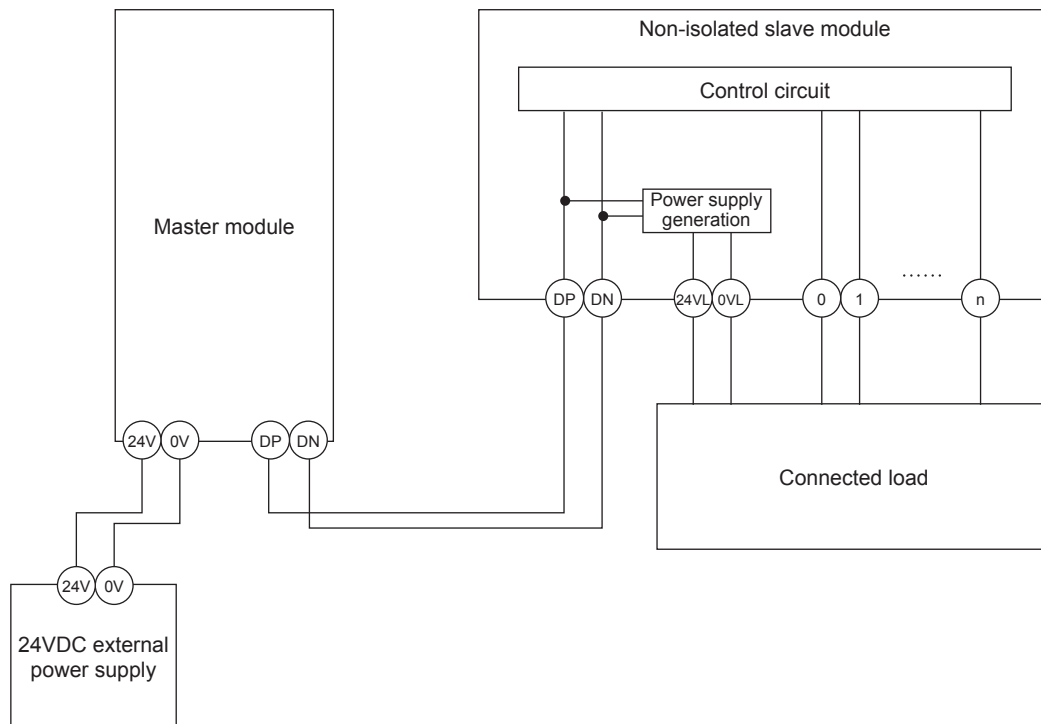 Non-isolated slave module
Control circuit
Power supply
generation
Master module
DP DN 24VL 0VL 0 1 ...... n
24V 0V DP DN
Connected load
24V 0V
24VDC external
power supply